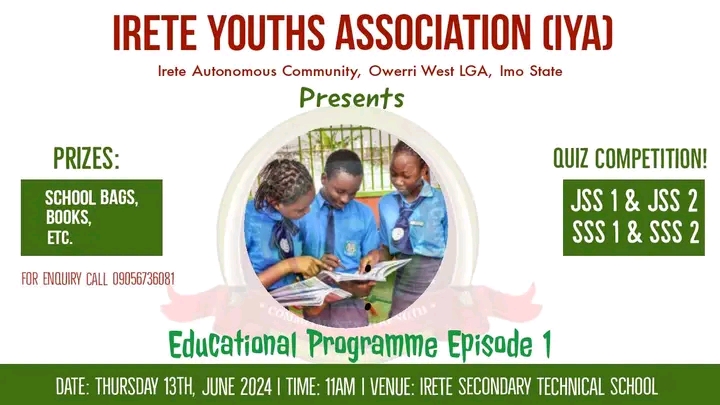 IRETE YOUTHS ASSOCIATION (IYA)
Irete Autonomous Community, Owerri West LGA, Imo State
Presents
PRIZES:
SCHOOL BAGS,
BOOKS,
ETC.
FOR ENQUIRY CALL 09056736081
QUIZ COMPETITION!
JSS 1 & JSS 2
SSS 1 & SSS 2
Educational Programme Episode 1
DATE: THURSDAY 13TH, JUNE 2024 | TIME: 11AM | VENUE: IRETE SECONDARY TECHNICAL SCHOOL